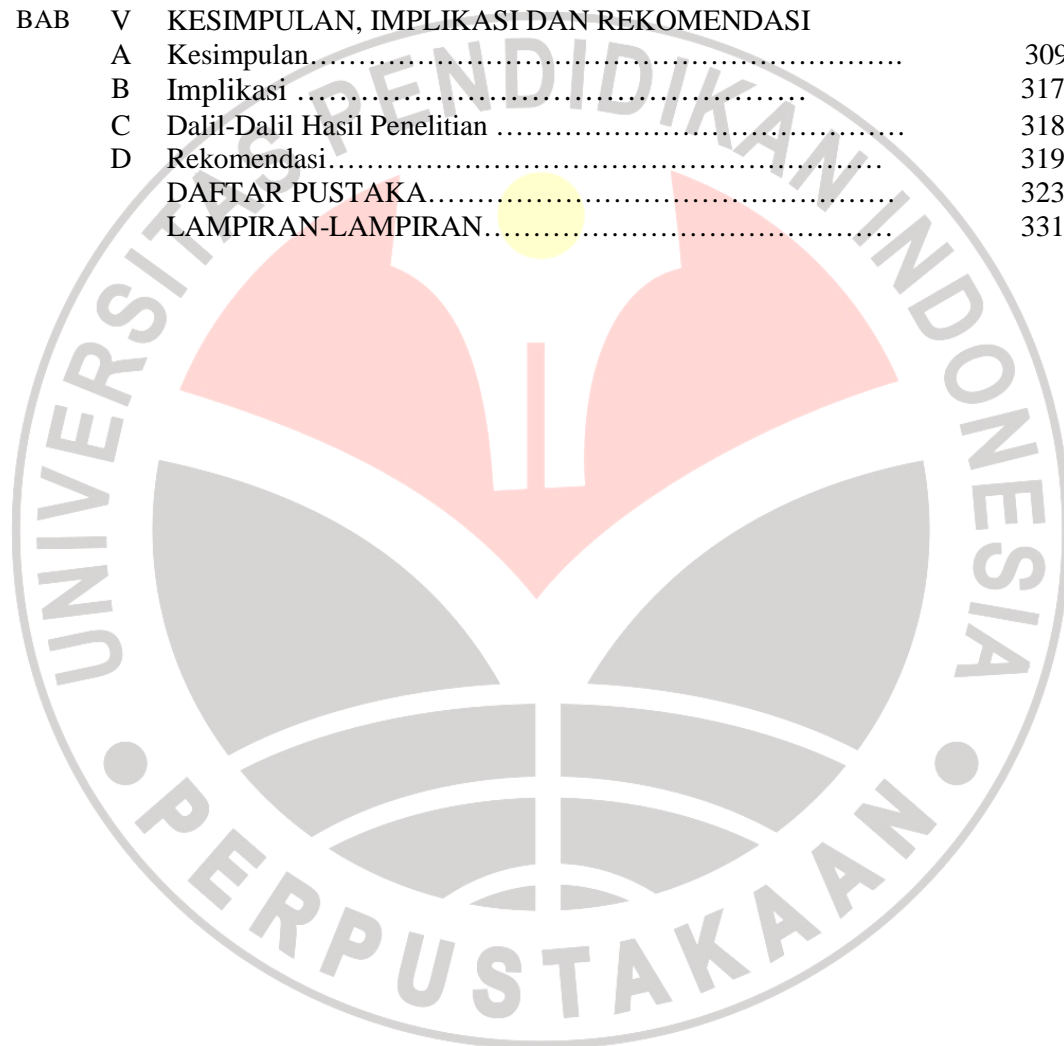 BAB V KESIMPULAN, IMPLIKASI DAN REKOMENDASI
A Kesimpulan…………………………………………………. 309
B Implikasi …………………………………………… 317
C Dalil-Dalil Hasil Penelitian …………………………………… 318
D Rekomendasi………………………………………………… 319
DAFTAR PUSTAKA………………………………………… 323
LAMPIRAN-LAMPIRAN…………………………………… 331
UNIVERSITAS PENDIDIKAN INDONESIA
PERPUSTAKAAN